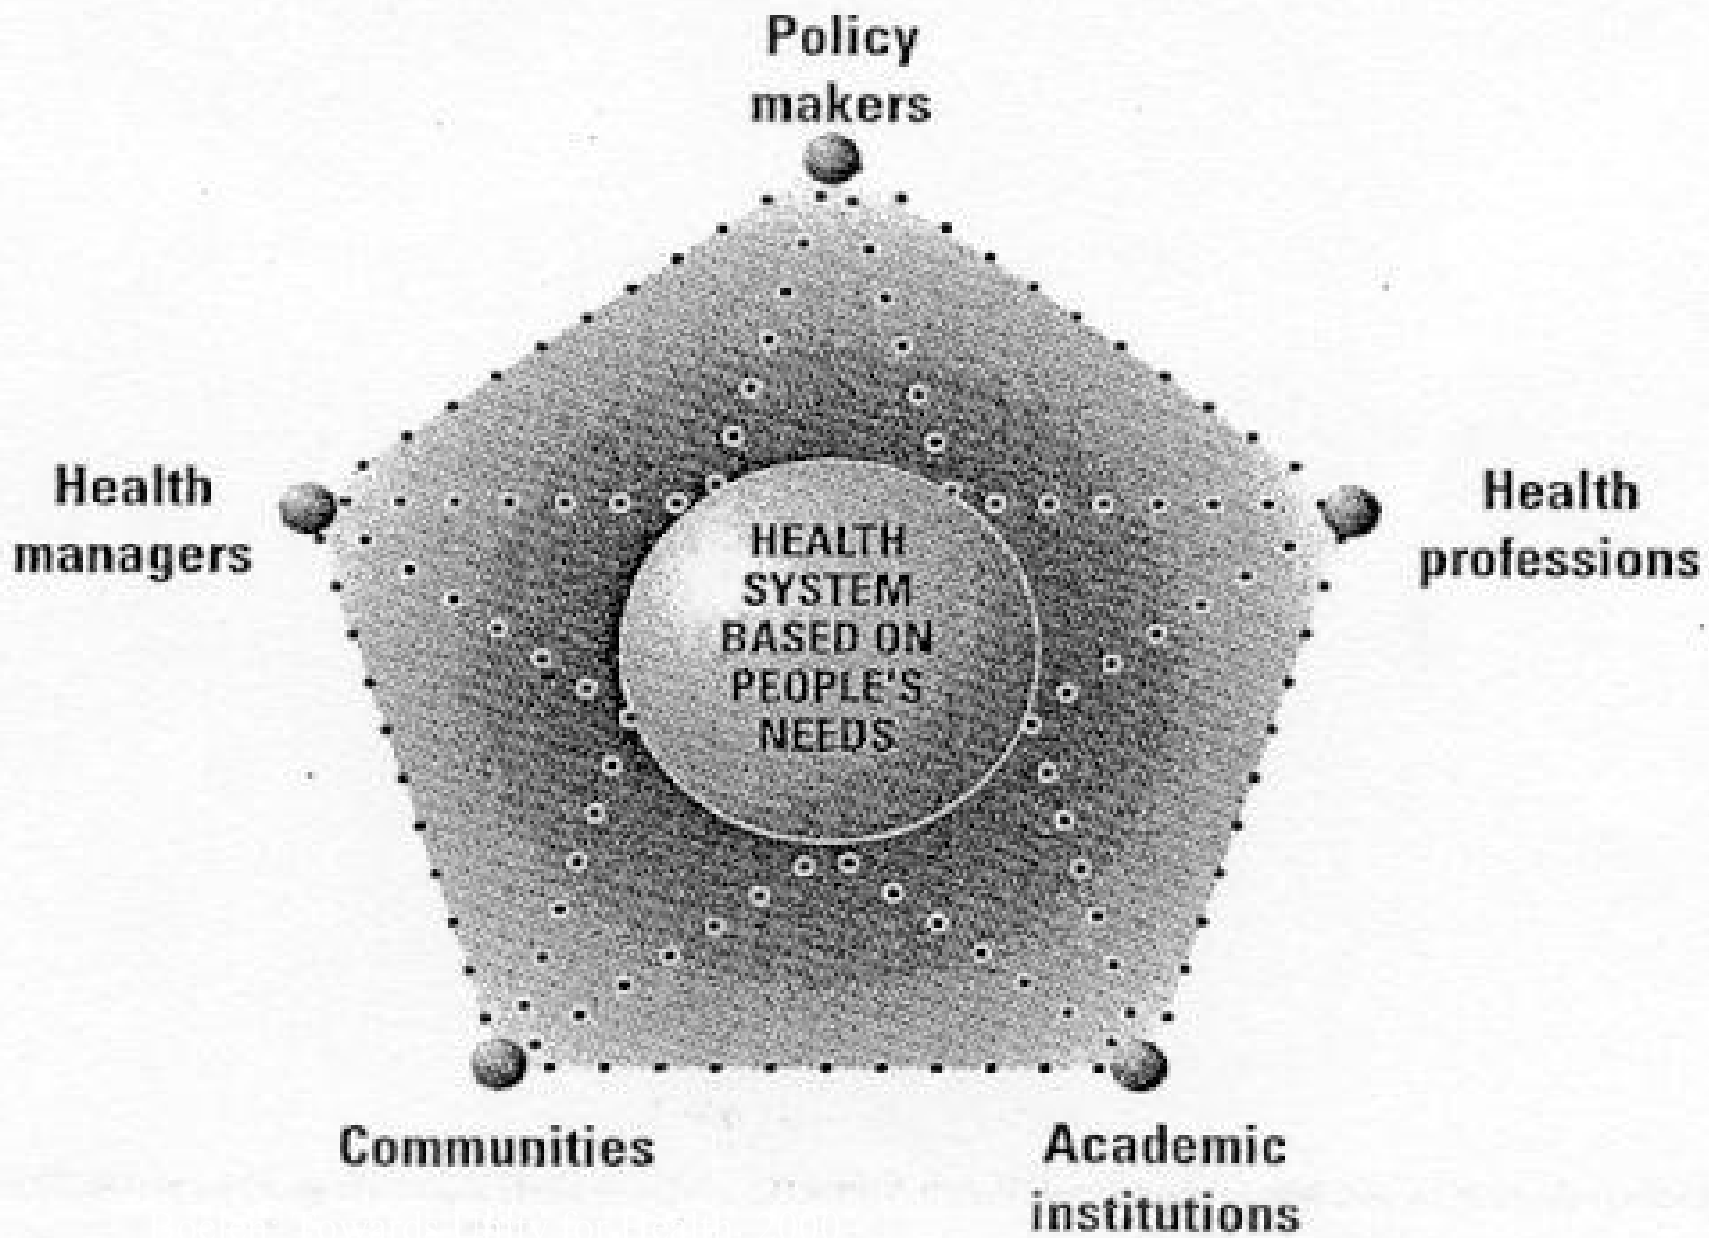 Policy
makers
Health
managers
Health
professions
HEALTH
SYSTEM
BASED ON
PEOPLE'S
NEEDS
Communities
Academic
institutions